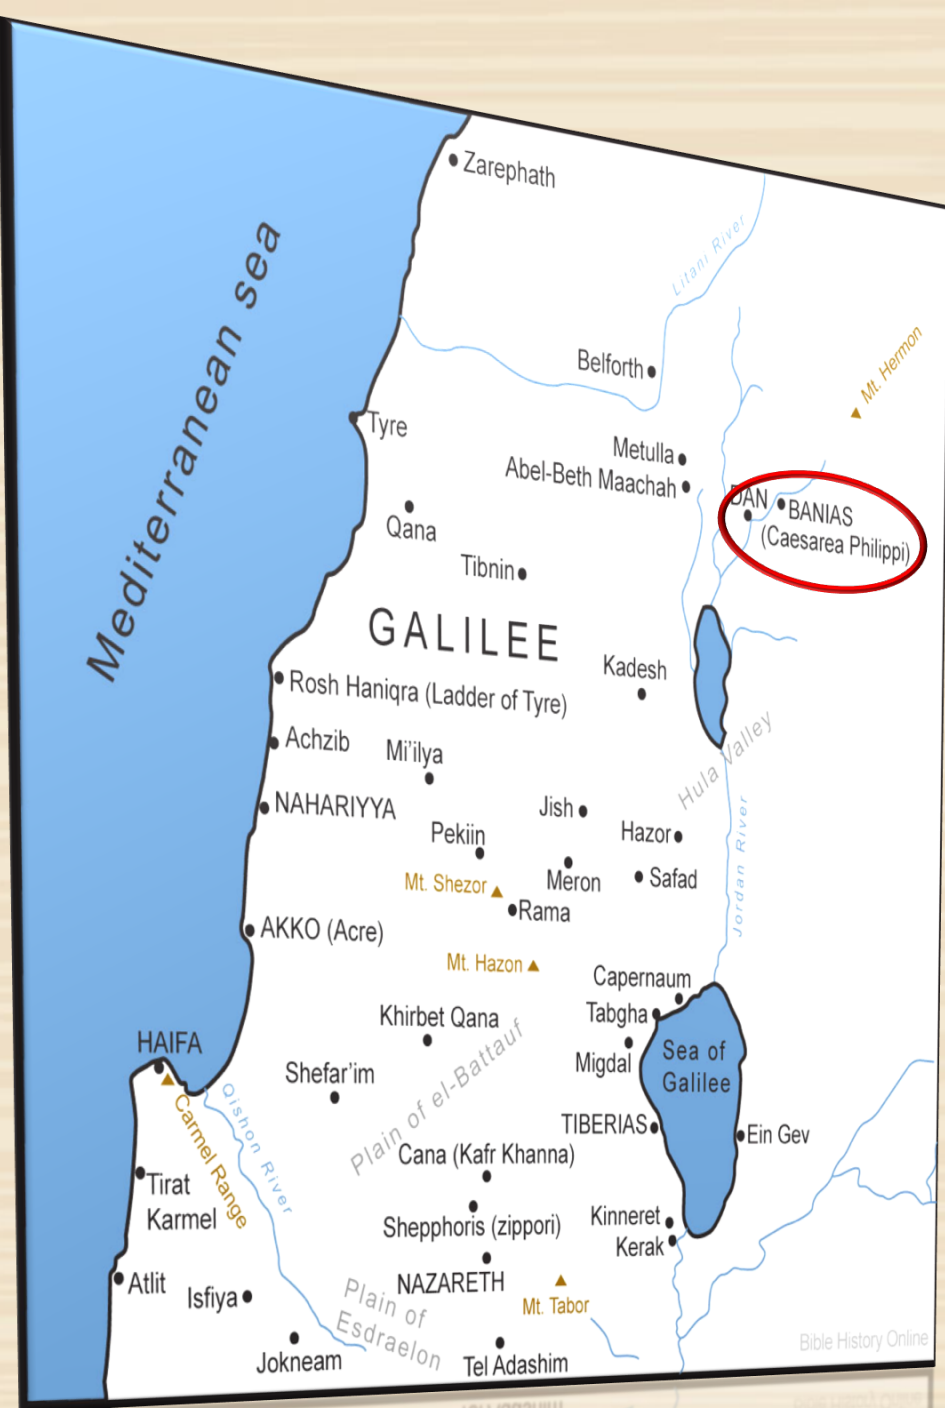 Zarephath
Litani River
Mediterranean sea
Belforth
Mt. Hermon
Tyre
Metulla
Abel-Beth Maachah
DAN
BANIAS
(Caesarea Philippi)
Qana
Tibnin
GALILEE
Kadesh
Rosh Haniqra (Ladder of Tyre)
Achzib
Mi'ilya
Hula Valley
NAHARIYYA
Jish
Hazor
Pekiin
Jordan River
Meron
Safad
Mt. Shezor
Rama
AKKO (Acre)
Mt. Hazon
Capernaum
Tabgha
Khirbet Qana
HAIFA
Migdal
Sea of
Galilee
Shefar'im
Plain of el-Battauf
Carmel Range
Qishon River
TIBERIAS
Ein Gev
Cana (Kafr Khanna)
Tirat
Karmel
Shepphoris (zippori)
Kinneret
Kerak
NAZARETH
Atlit
Isfiya
Plain of
Esdraelon
Mt. Tabor
Jokneam
Tel Adashim
Bible History Online